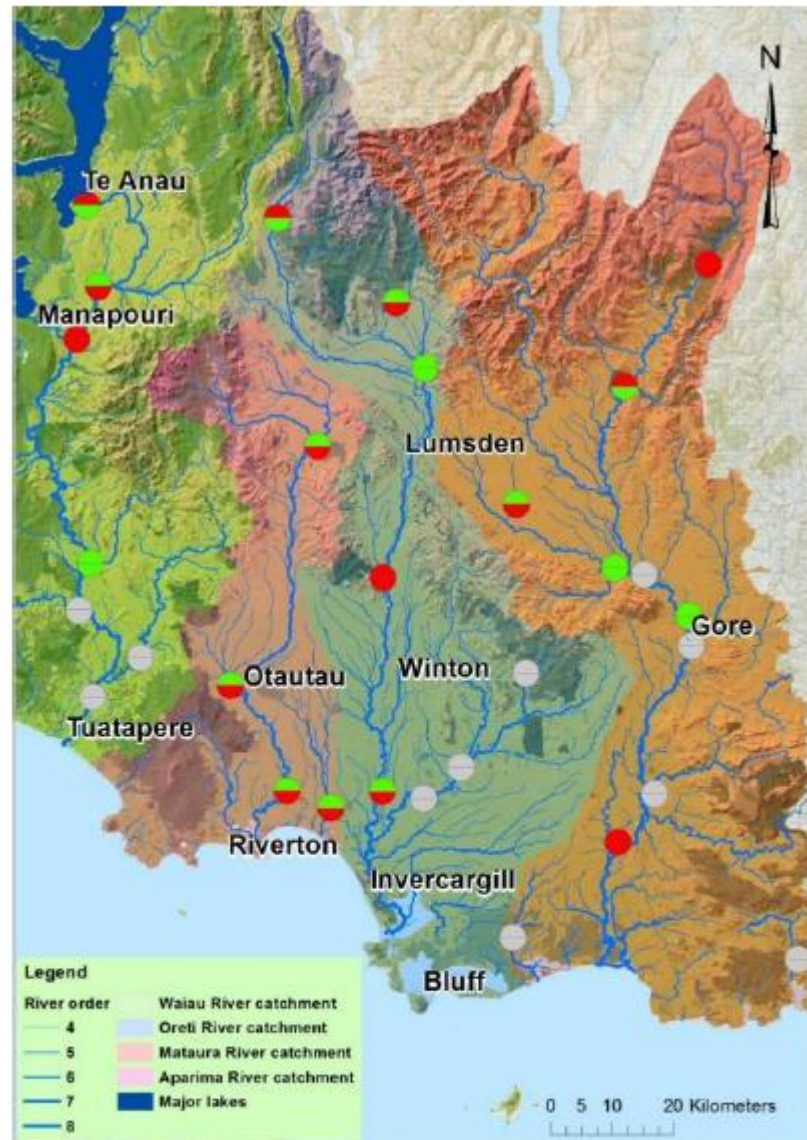 N
Te Anau
Manapouri
Lumsden
Gore
Otautau
Winton
Tuatapere
Riverton
Invercargill
Bluff
Legend
River order
4
5
6
7
8
Waiau River catchment
Oreti River catchment
Mataura River catchment
Aparima River catchment
Major lakes
0 5 10 20 Kilometers